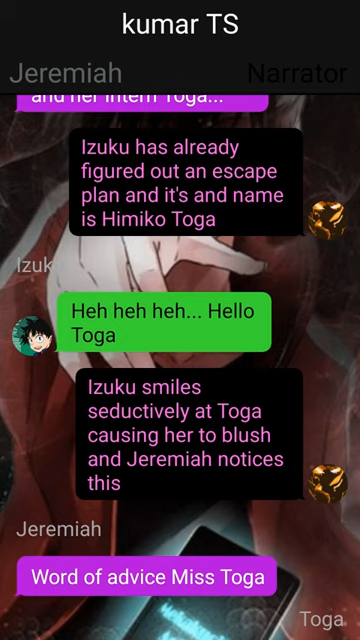 kumar TS
Jeremiah
Narrator
and her intern Toga...
Izuku has already
figured out an escape
plan and it's and name
is Himiko Toga
Izuk
Heh heh heh... Hello
Toga
Izuku smiles
seductively at Toga
causing her to blush
and Jeremiah notices
this
Jeremiah
Word of advice Miss Toga
Toga